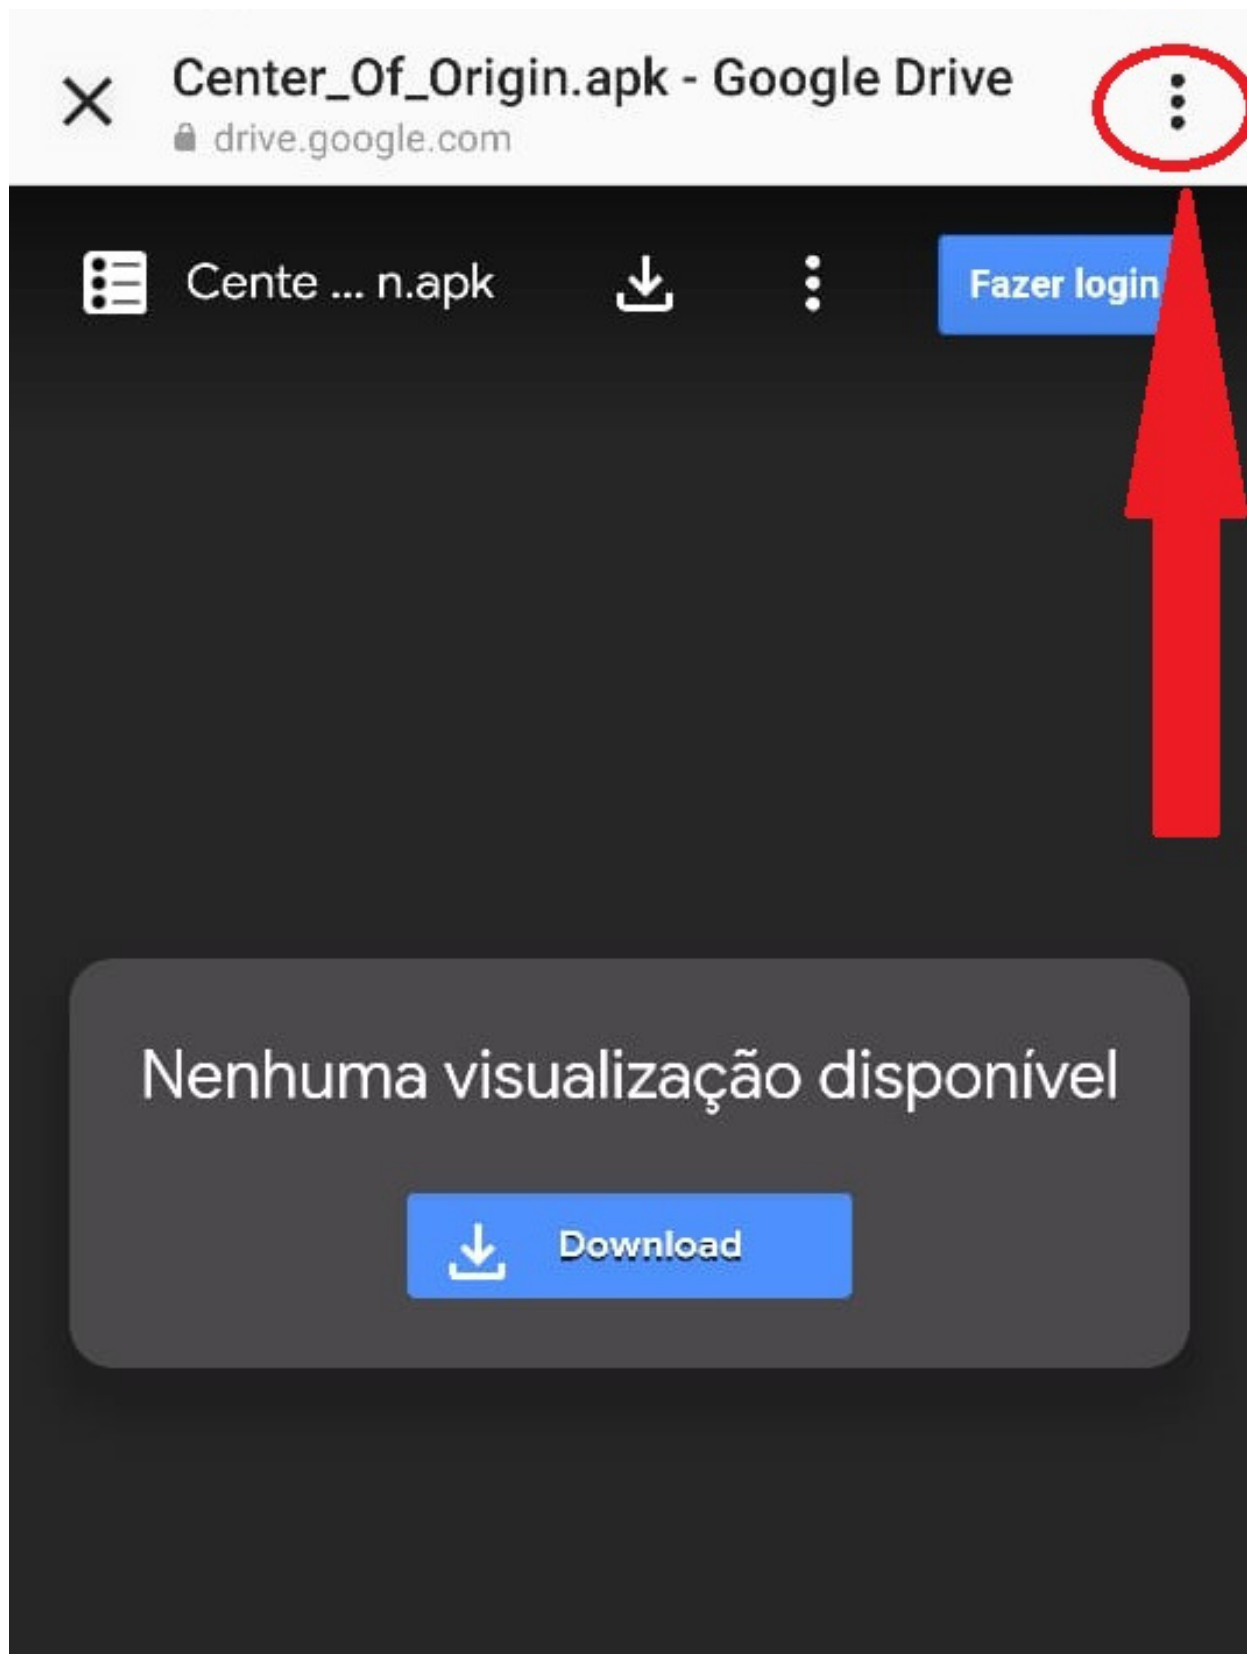 Center_Of_Origin.apk - Google Drive
drive.google.com
Cente ... n.apk
Fazer login
Nenhuma visualização disponível
Download